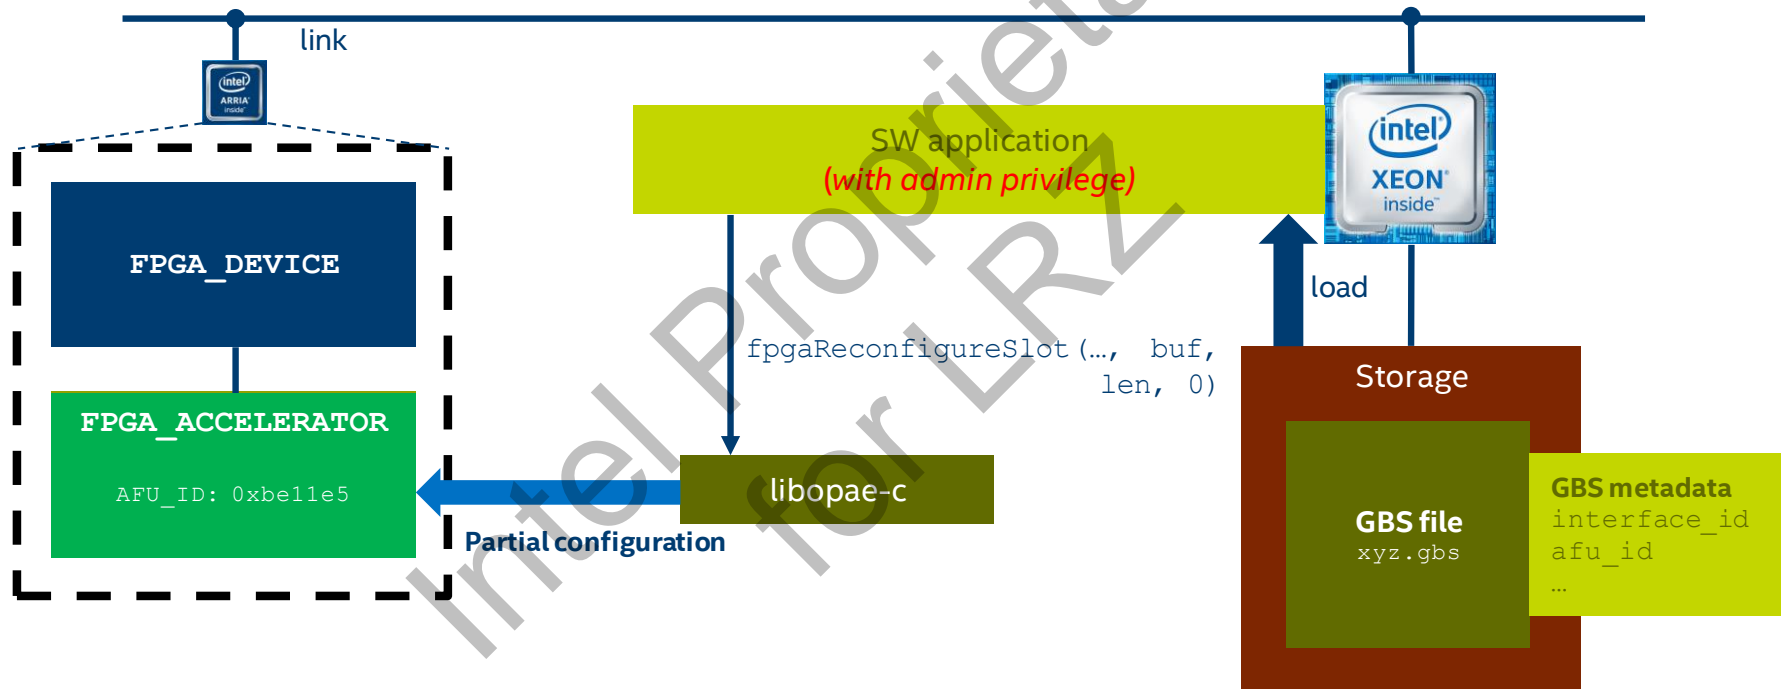 link
intel
ARRIA
inside
SW application
(with admin privilege)
intel
XEON
inside
FPGA_DEVICE
load
fpgaReconfigureSlot(…, buf,
len, 0)
Storage
FPGA_ACCELERATOR
AFU_ID: 0xbe11e5
libopae-c
Partial configuration
GBS file
xyz.gbs
GBS metadata
interface_id
afu_id
…
Intel Proprieta
for LRZ